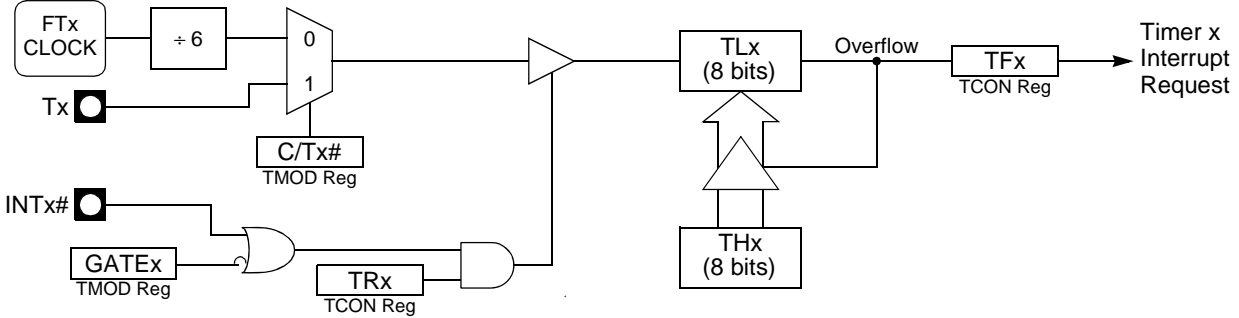 FTx
CLOCK
÷ 6
0
1
Tx
C/Tx#
TMOD Reg
TLx
(8 bits)
Overflow
TFx
TCON Reg
Timer x
Interrupt
Request
INTx#
GATEx
TMOD Reg
TRx
TCON Reg
THx
(8 bits)